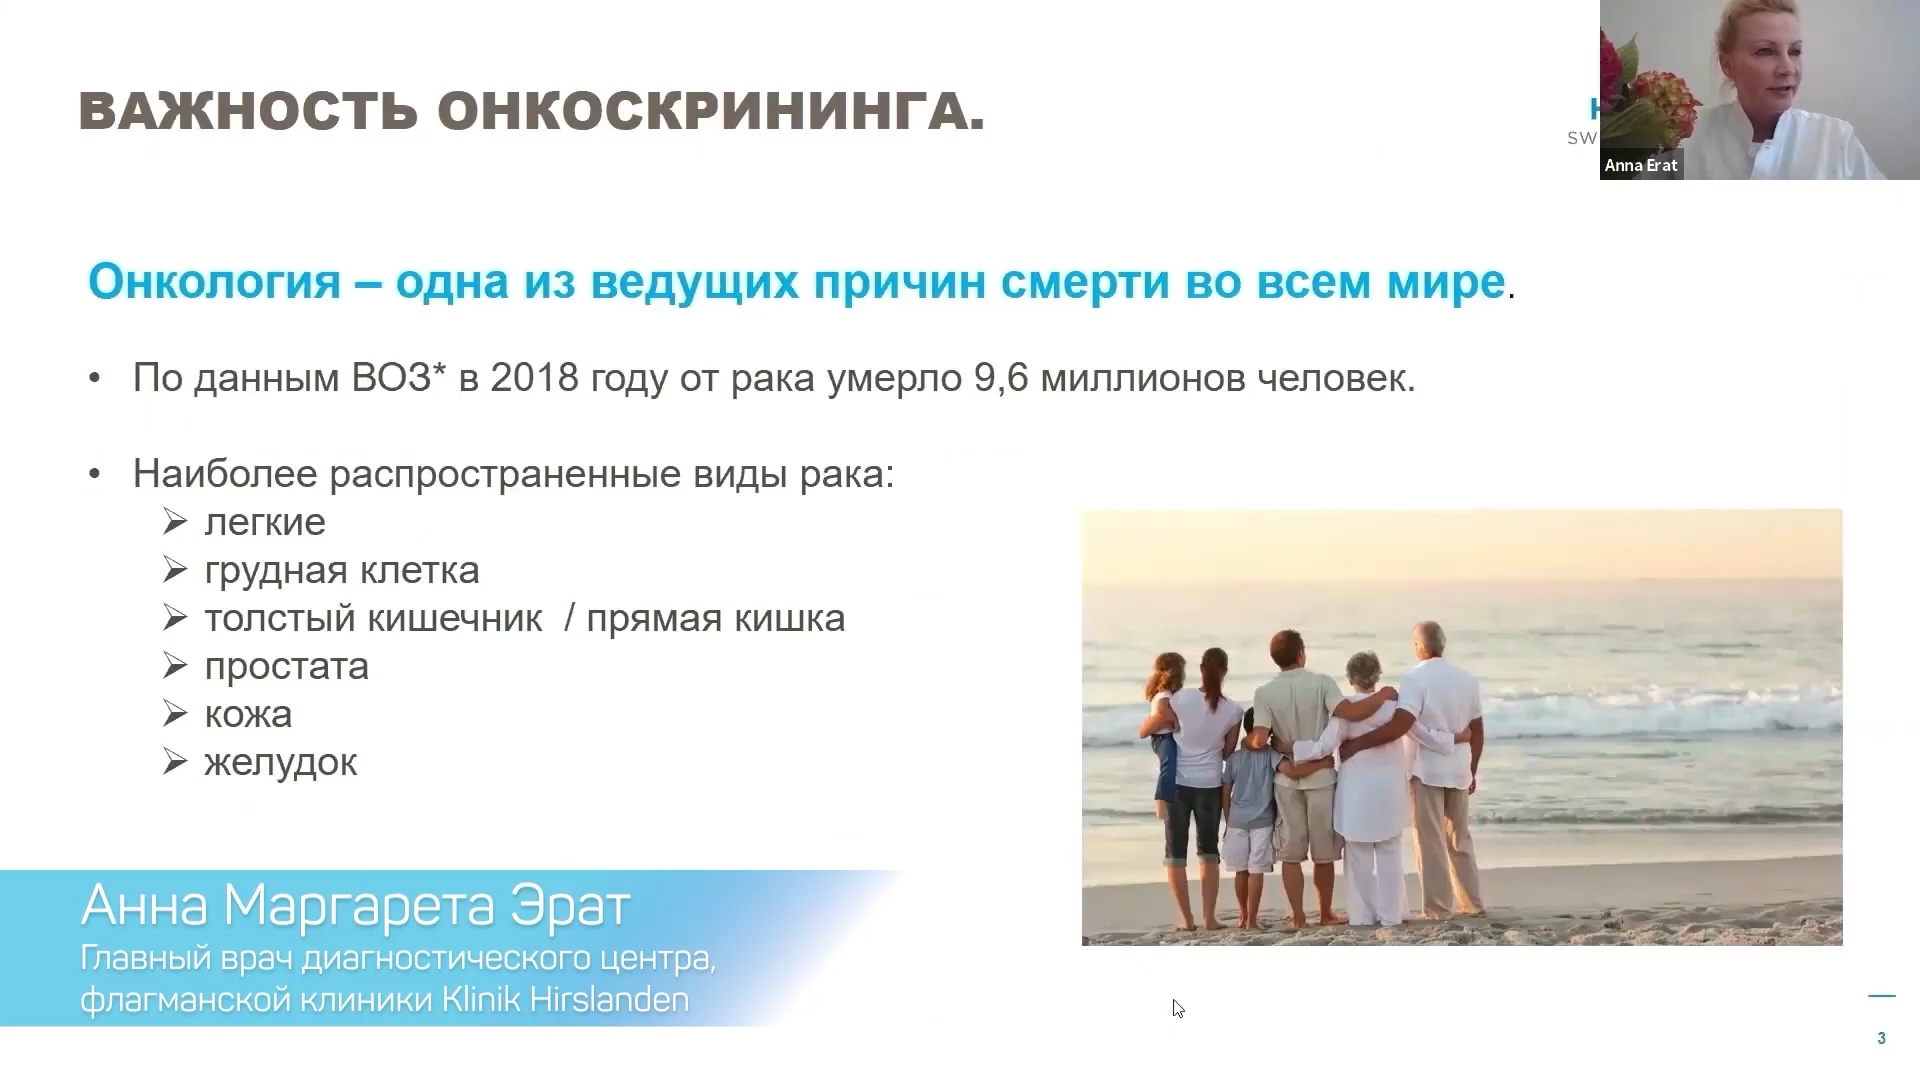 ВАЖНОСТЬ ОНКОСКРИНИНГА.
SW
Anna Erat
Онкология – одна из ведущих причин смерти во всем мире.
• По данным ВОЗ* в 2018 году от рака умерло 9,6 миллионов человек.
• Наиболее распространенные виды рака:
➢ легкие
➢ грудная клетка
➢ толстый кишечник / прямая кишка
➢ простата
➢ кожа
➢ желудок
Анна Маргарета Эрат
Главный врач диагностического центра,
флагманской клиники Klinik Hirslanden
3